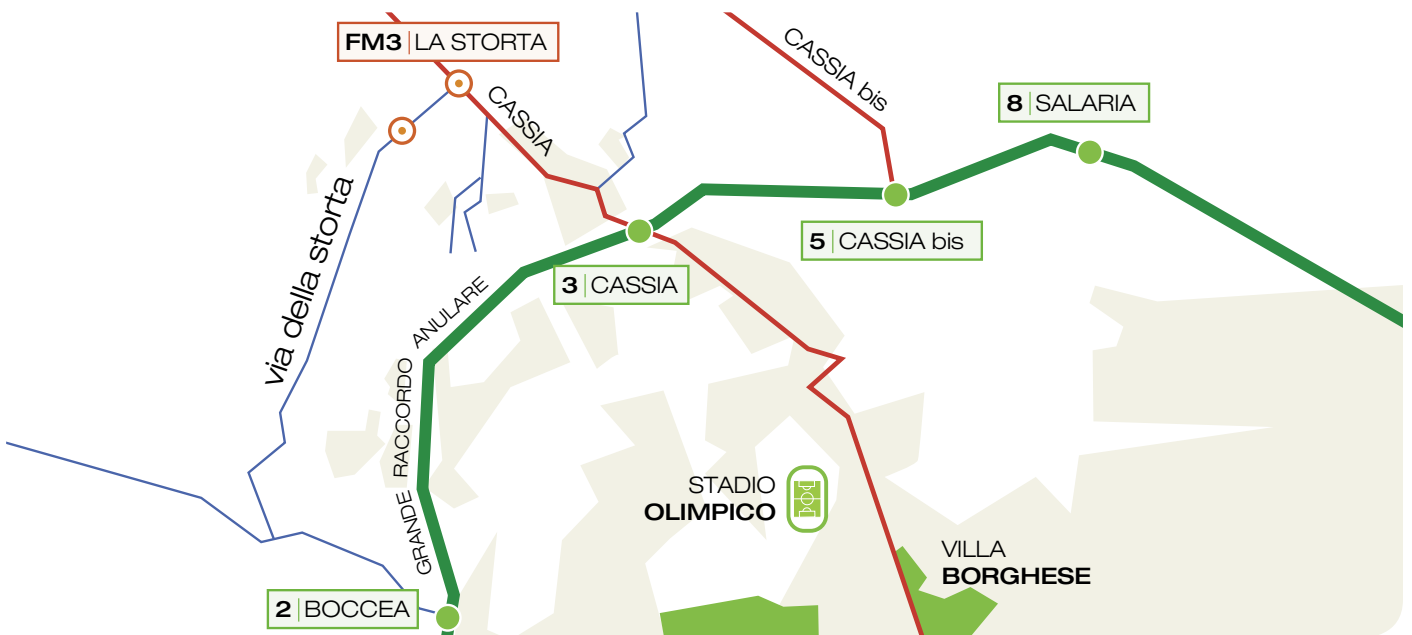 FM3 | LA STORTA
CASSIA
CASSIA bis
8 | SALARIA
via della storta
5 | CASSIA bis
3 | CASSIA
GRANDE RACCORDO ANULARE
STADIO
OLIMPICO
VILLA
BORGHESE
2 | BOCCEA